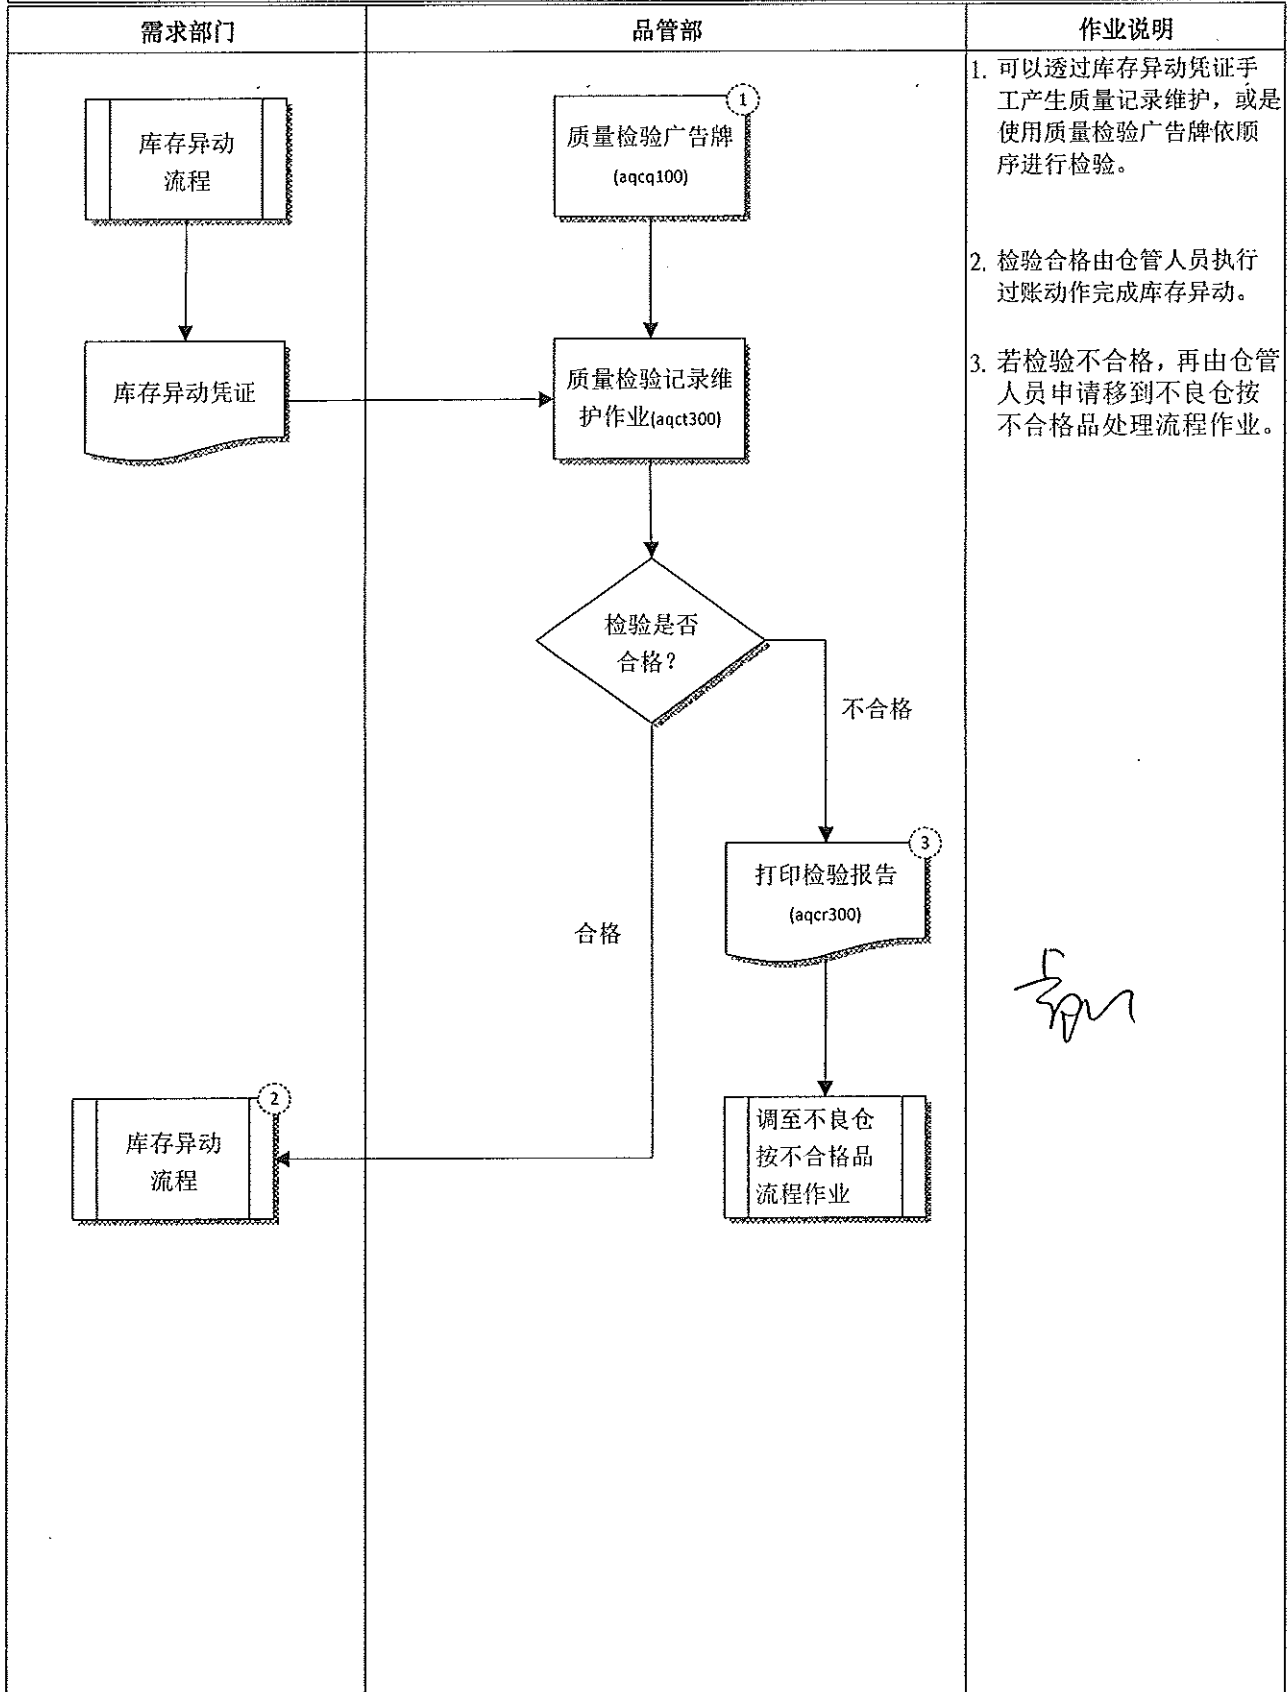 需求部门
品管部
作业说明
库存异动
流程
1
质量检验广告牌
(aqcq100)
1. 可以透过库存异动凭证手
工产生质量记录维护，或是
使用质量检验广告牌依顺
序进行检验。
2. 检验合格由仓管人员执行
过账动作完成库存异动。
3. 若检验不合格，再由仓管
人员申请移到不良仓按
不合格品处理流程作业。
库存异动凭证
质量检验记录维
护作业(aqct300)
检验是否
合格？
不合格
合格
3
打印检验报告
(aqcr300)
2
库存异动
流程
调至不良仓
按不合格品
流程作业